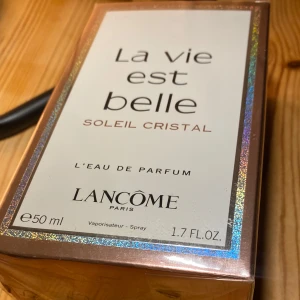 La vie
est
belle
SOLEIL CRISTAL
L'EAU DE PARFUM
LANCÔME
PARIS
Vaporisateur - Spray
℮50 ml
1.7 FL.OZ.